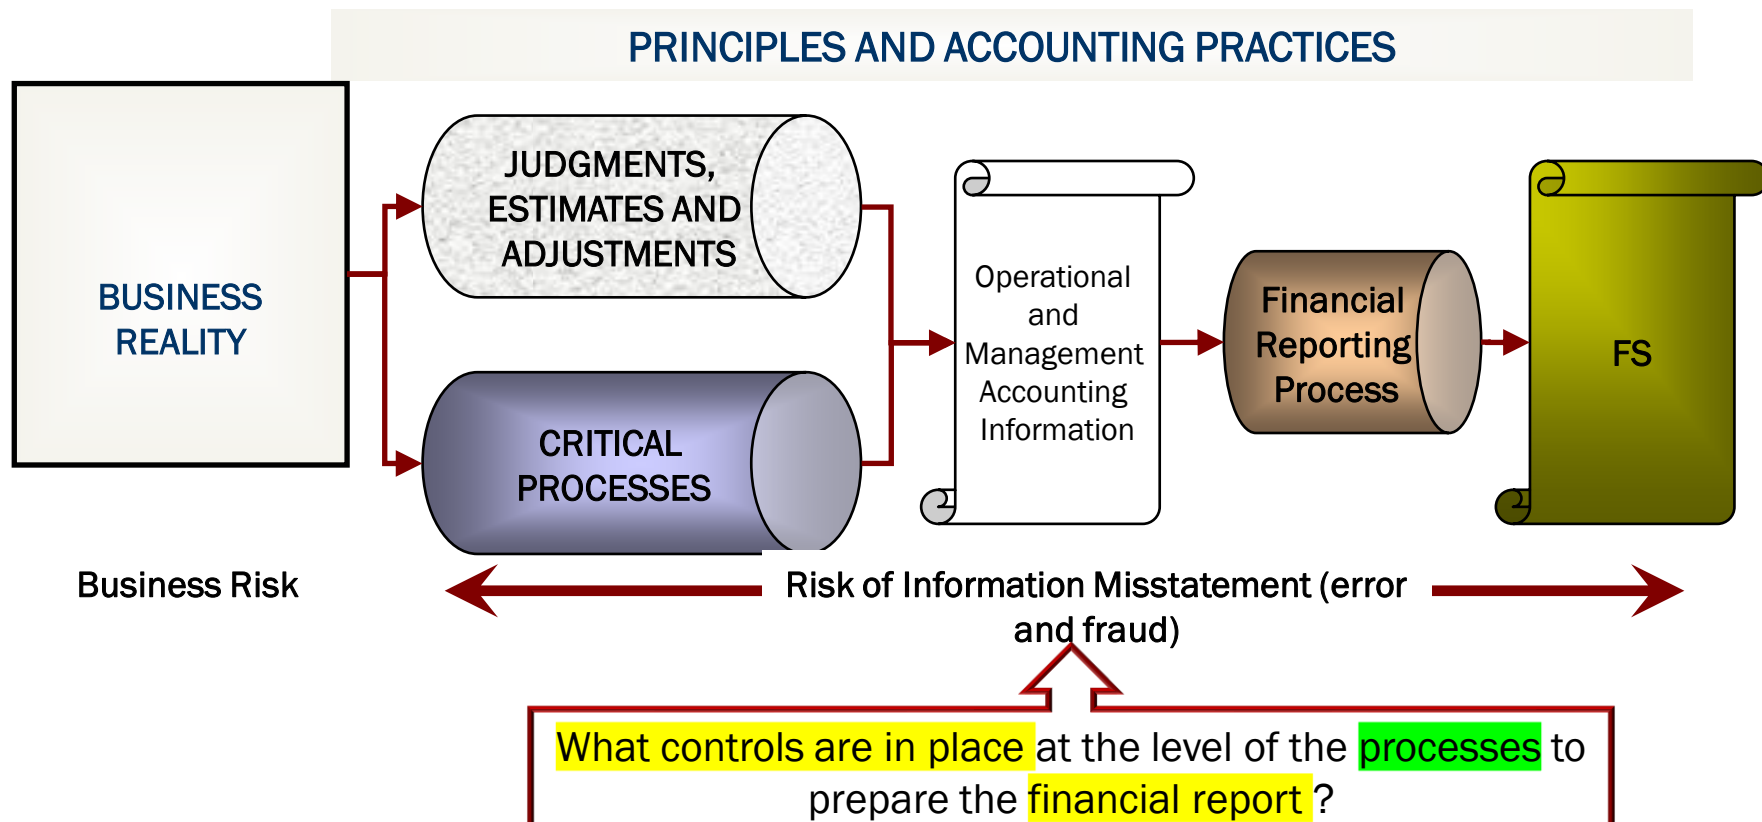 PRINCIPLES AND ACCOUNTING PRACTICES
BUSINESS
REALITY
JUDGMENTS,
ESTIMATES AND
ADJUSTMENTS
CRITICAL
PROCESSES
Operational
and
Management
Accounting
Information
Financial
Reporting
Process
FS
Business Risk
Risk of Information Misstatement (error
and fraud)
What controls are in place at the level of the processes to
prepare the financial report ?